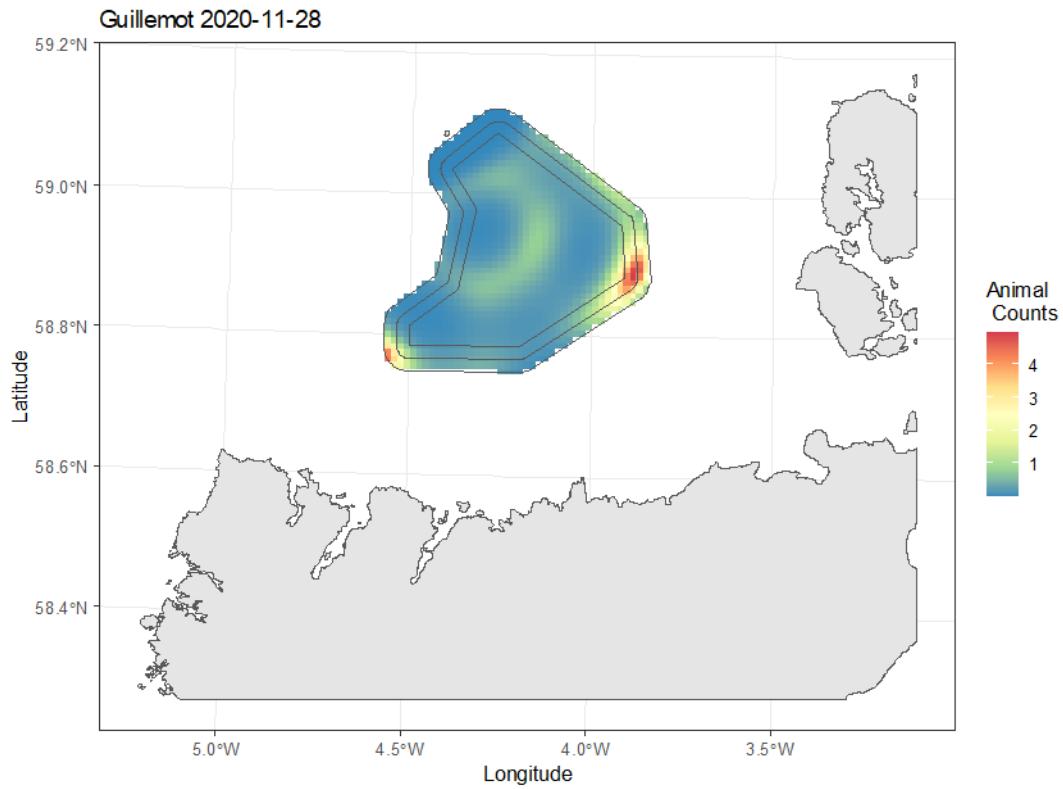 Guillemot 2020-11-28
59.2°N
59.0°N
58.8°N
58.6°N
58.4°N
Latitude
5.0°W
4.5°W
4.0°W
3.5°W
Longitude
Animal
Counts
4
3
2
1